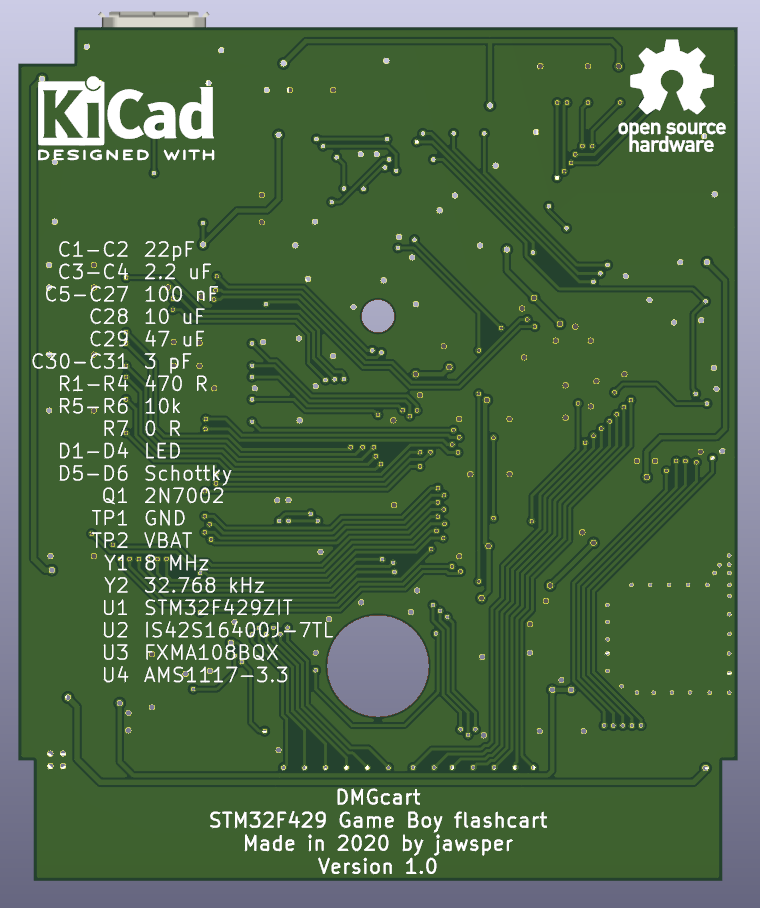 KiCad
DESIGNED WITH
open source
hardware
C1-C2 22pF
C3-C4 2.2 uF
C5-C27 100 nF
C28 10 uF
C29 47 uF
C30-C31 3 pF
R1-R4 470 R
R5-R6 10k
R7 0 R
D1-D4 LED
D5-D6 Schottky
Q1 2N7002
TP1 GND
TP2 VBAT
Y1 8 MHz
Y2 32.768 kHz
U1 STM32F429ZIT
U2 IS42S16400J-7TL
U3 FXMA108BQX
U4 AMS1117-3.3
DMGcart
STM32F429 Game Boy flashcart
Made in 2020 by jawsper
Version 1.0